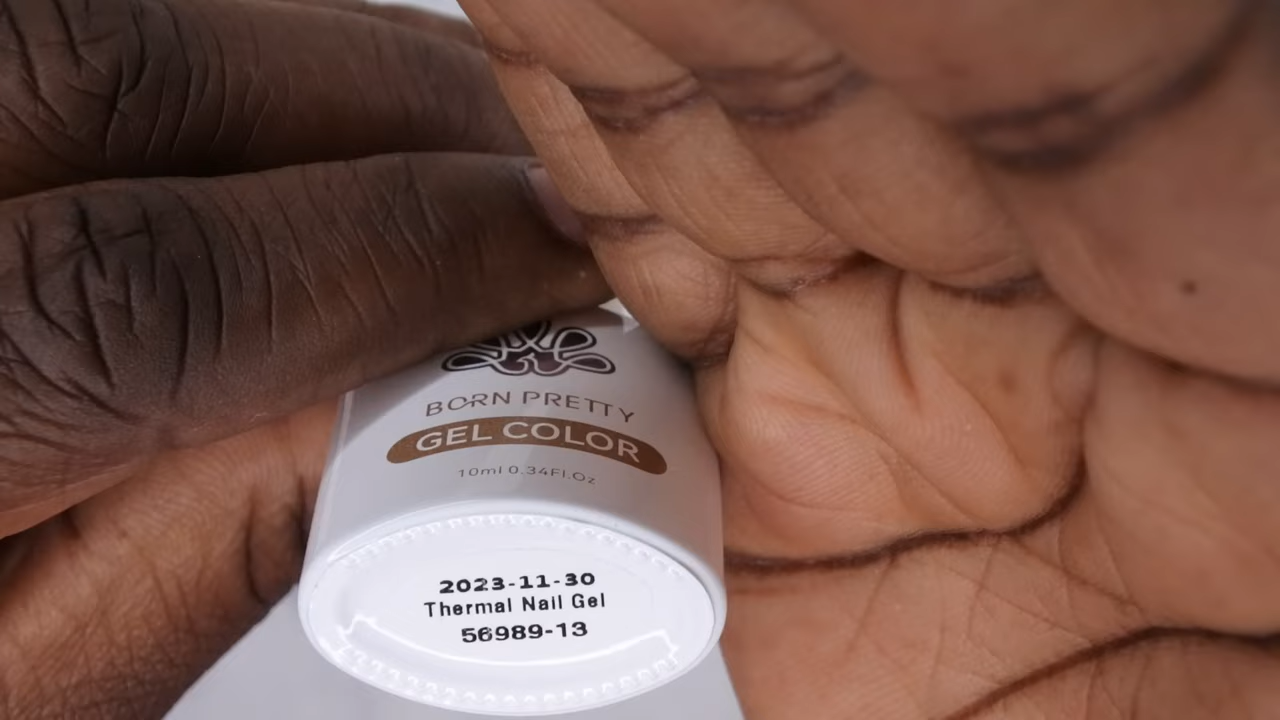 BORN PRETTY
GEL COLOR
10ml 0.34Fl.Oz
2023-11-30
Thermal Nail Gel
56989-13